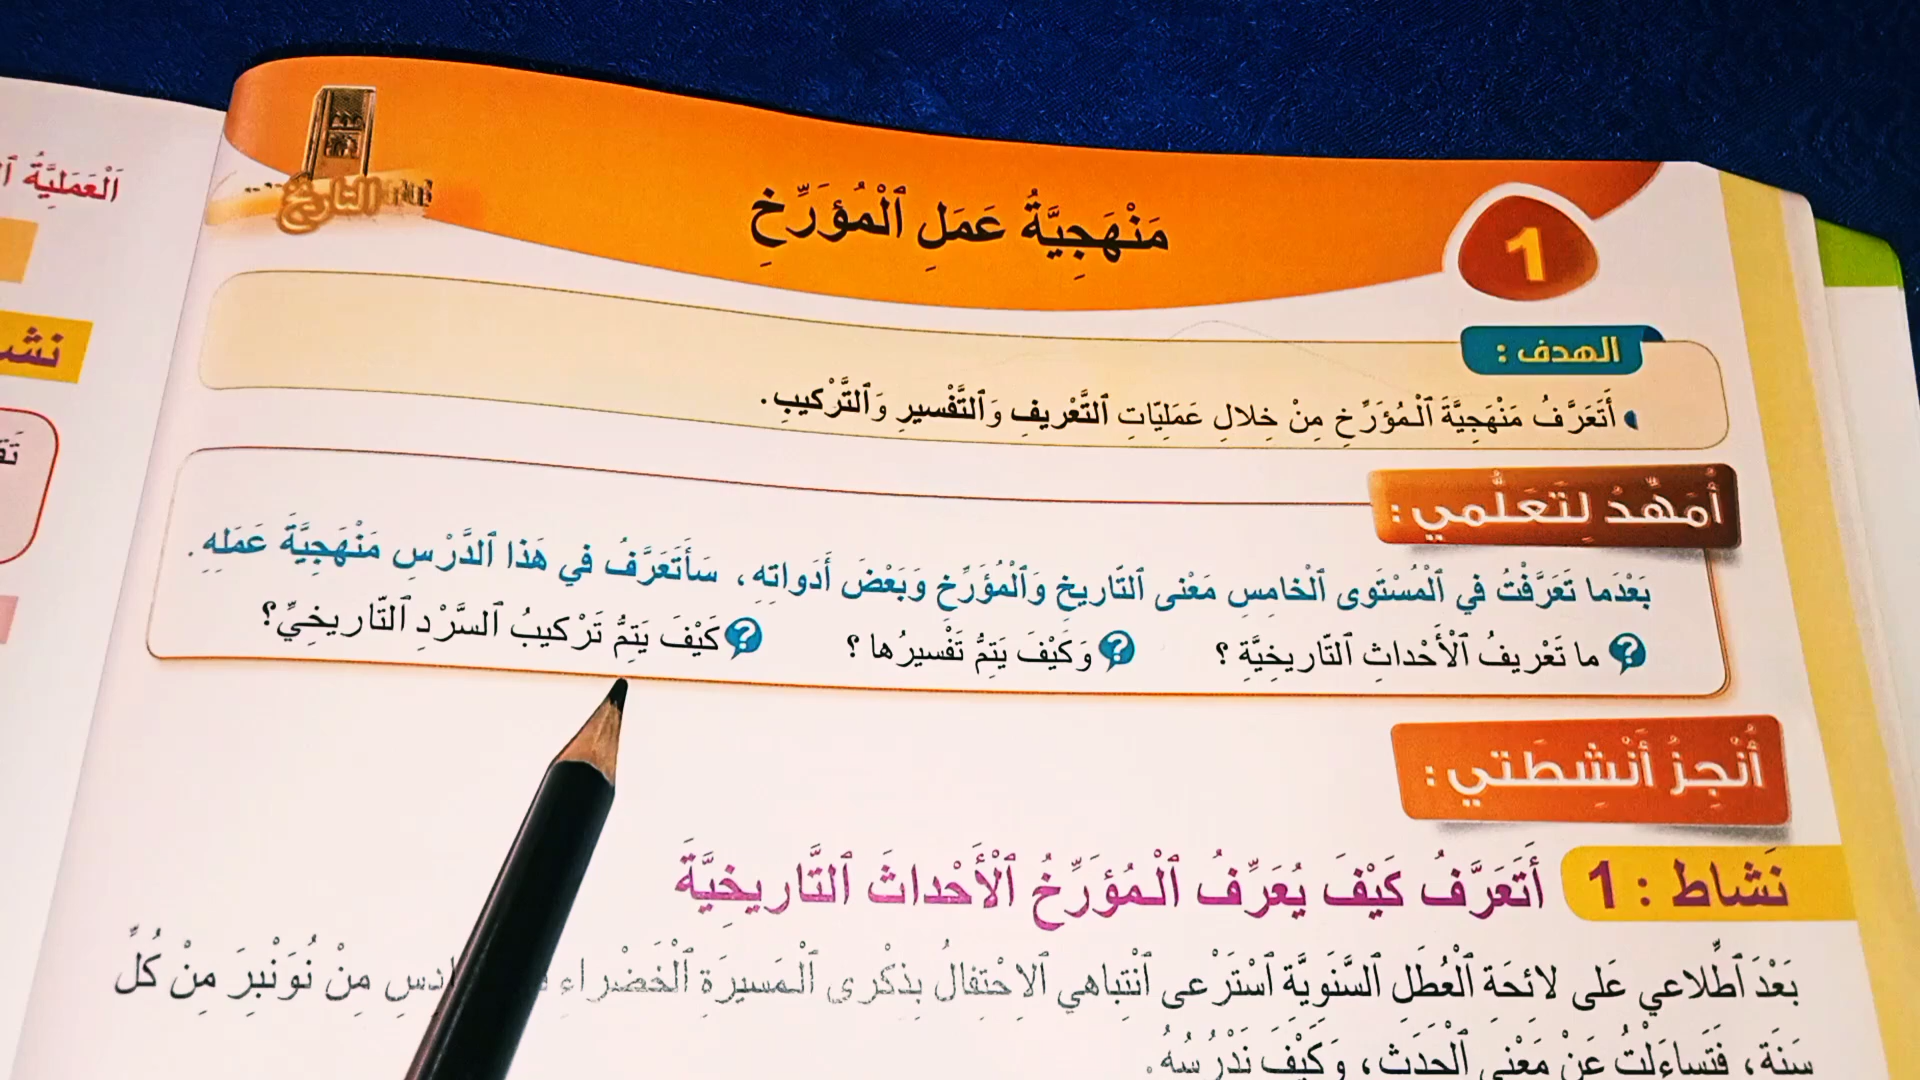 التاريخ
مَنْهَجِيَّةُ عَمَلِ ٱلْمُؤَرِّخِ
1
الهدف :
أَتَعَرَّفُ مَنْهَجِيَّةَ ٱلْمُؤَرِّخِ مِنْ خِلالِ عَمَلِيّاتِ ٱلتَّعْريفِ وَٱلتَّفْسيرِ وَٱلتَّرْكيبِ.
أُمَهِّدُ لِتَعَلُّمي :
بَعْدَما تَعَرَّفْتُ في ٱلْمُسْتَوى ٱلْخامِسِ مَعْنى ٱلتّاريخِ وَٱلْمُؤَرِّخِ وَبَعْضَ أَدَواتِهِ، سَأَتَعَرَّفُ في هَذا ٱلدَّرْسِ مَنْهَجِيَّةَ عَمَلِهِ.
? ما تَعْريفُ ٱلْأَحْداثِ ٱلتّاريخِيَّةِ ؟ ? وَكَيْفَ يَتِمُّ تَفْسيرُها ؟ ? كَيْفَ يَتِمُّ تَرْكيبُ ٱلسَّرْدِ ٱلتّاريخِيِّ ؟
أُنْجِزُ أَنْشِطَتي :
نَشاط : 1 أَتَعَرَّفُ كَيْفَ يُعَرِّفُ ٱلْمُؤَرِّخُ ٱلْأَحْداثَ ٱلتَّاريخِيَّةَ
بَعْدَ ٱطِّلاعي عَلى لائِحَةِ ٱلْعُطَلِ ٱلسَّنَوِيَّةِ ٱسْتَرْعى ٱنْتِباهي ٱلِاحْتِفالُ بِذِكْرى ٱلْمَسيرَةِ ٱلْخَضْراءِ مِنْ نُوَنْبِرَ مِنْ كُلِّ
سَنَةٍ، فَتَساءَلْتُ عَنْ مَعْنى ٱلْحَدَثِ، وَكَيْفَ نَدْرُسُهُ.
ٱلْعَمَلِيَّةُ